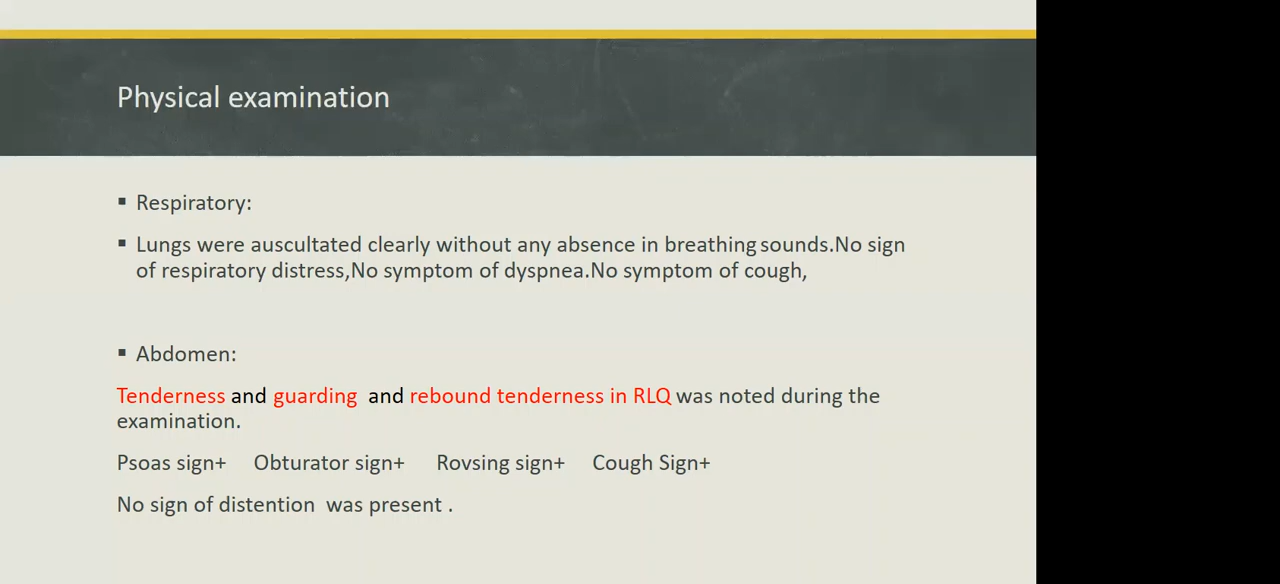 Physical examination
▪ Respiratory:
▪ Lungs were auscultated clearly without any absence in breathing sounds.No sign
of respiratory distress,No symptom of dyspnea.No symptom of cough,
▪ Abdomen:
Tenderness and guarding and rebound tenderness in RLQ was noted during the
examination.
Psoas sign+ Obturator sign+ Rovsing sign+ Cough Sign+
No sign of distention was present .